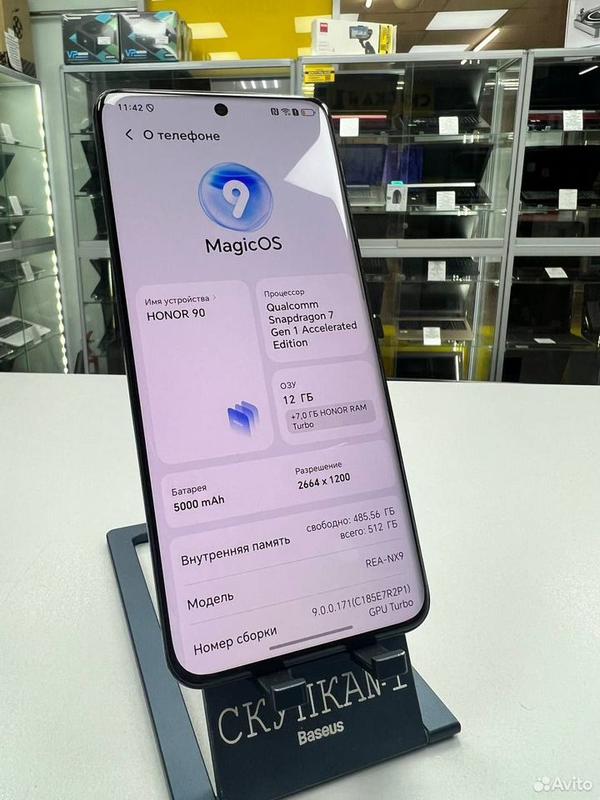 11:42
О телефоне
9
MagicOS
Имя устройства
HONOR 90
Процессор
Qualcomm
Snapdragon 7
Gen 1 Accelerated
Edition
ОЗУ
12 ГБ
+7,0 ГБ HONOR RAM
Turbo
Батарея
5000 mAh
Разрешение
2664 x 1200
Внутренняя память
свободно: 485,56 ГБ
всего: 512 ГБ
Модель
REA-NX9
Номер сборки
9.0.0.171(C185E7R2P1)
GPU Turbo
СКУПКАМ-1
Baseus
Avito